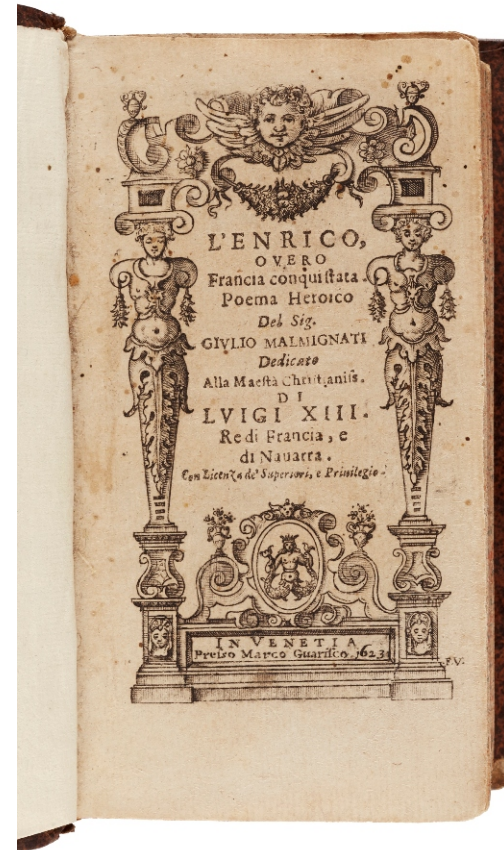 L'ENRICO,
OVERO
Francia conquistata.
Poema Heroico
Del Sig.
GIVLIO MALMIGNATI
Dedicato
Alla Maestà Christianiſs.
DI
LVIGI XIII.
Re di Francia, e
di Nauarra.
Con Licenza de' Superiori, e Priuilegio.
IN VENETIA
Preſso Marco Guariſco. 1623
F.V.